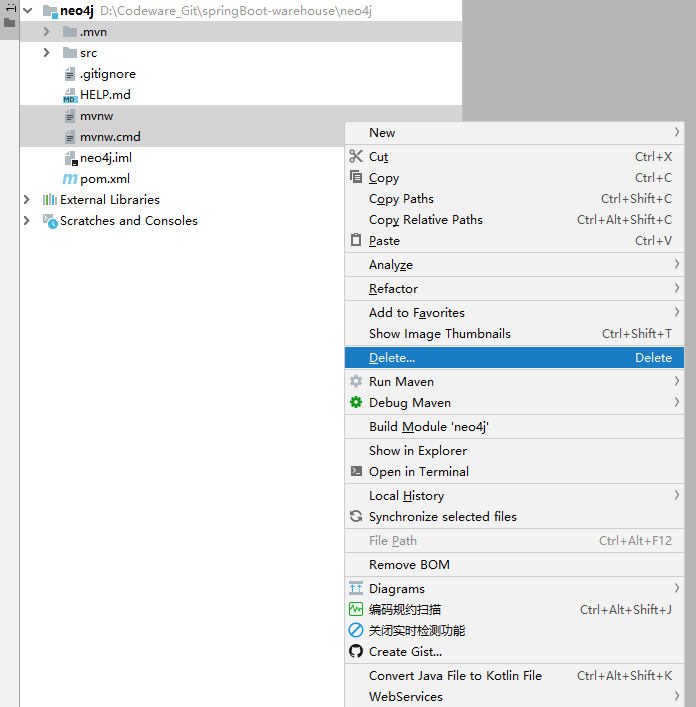 neo4j D:\Codeware_Git\springBoot-warehouse\neo4j
.mvn
src
.gitignore
HELP.md
mvnw
mvnw.cmd
neo4j.iml
pom.xml
External Libraries
Scratches and Consoles
New
Cut Ctrl+X
Copy Ctrl+C
Copy Paths Ctrl+Shift+C
Copy Relative Paths Ctrl+Alt+Shift+C
Paste Ctrl+V
Analyze
Refactor
Add to Favorites
Show Image Thumbnails Ctrl+Shift+T
Delete... Delete
Run Maven
Debug Maven
Build Module 'neo4j'
Show in Explorer
Open in Terminal
Local History
Synchronize selected files
File Path Ctrl+Alt+F12
Remove BOM
Diagrams
编码规约扫描 Ctrl+Alt+Shift+J
关闭实时检测功能
Create Gist...
Convert Java File to Kotlin File Ctrl+Alt+Shift+K
WebServices